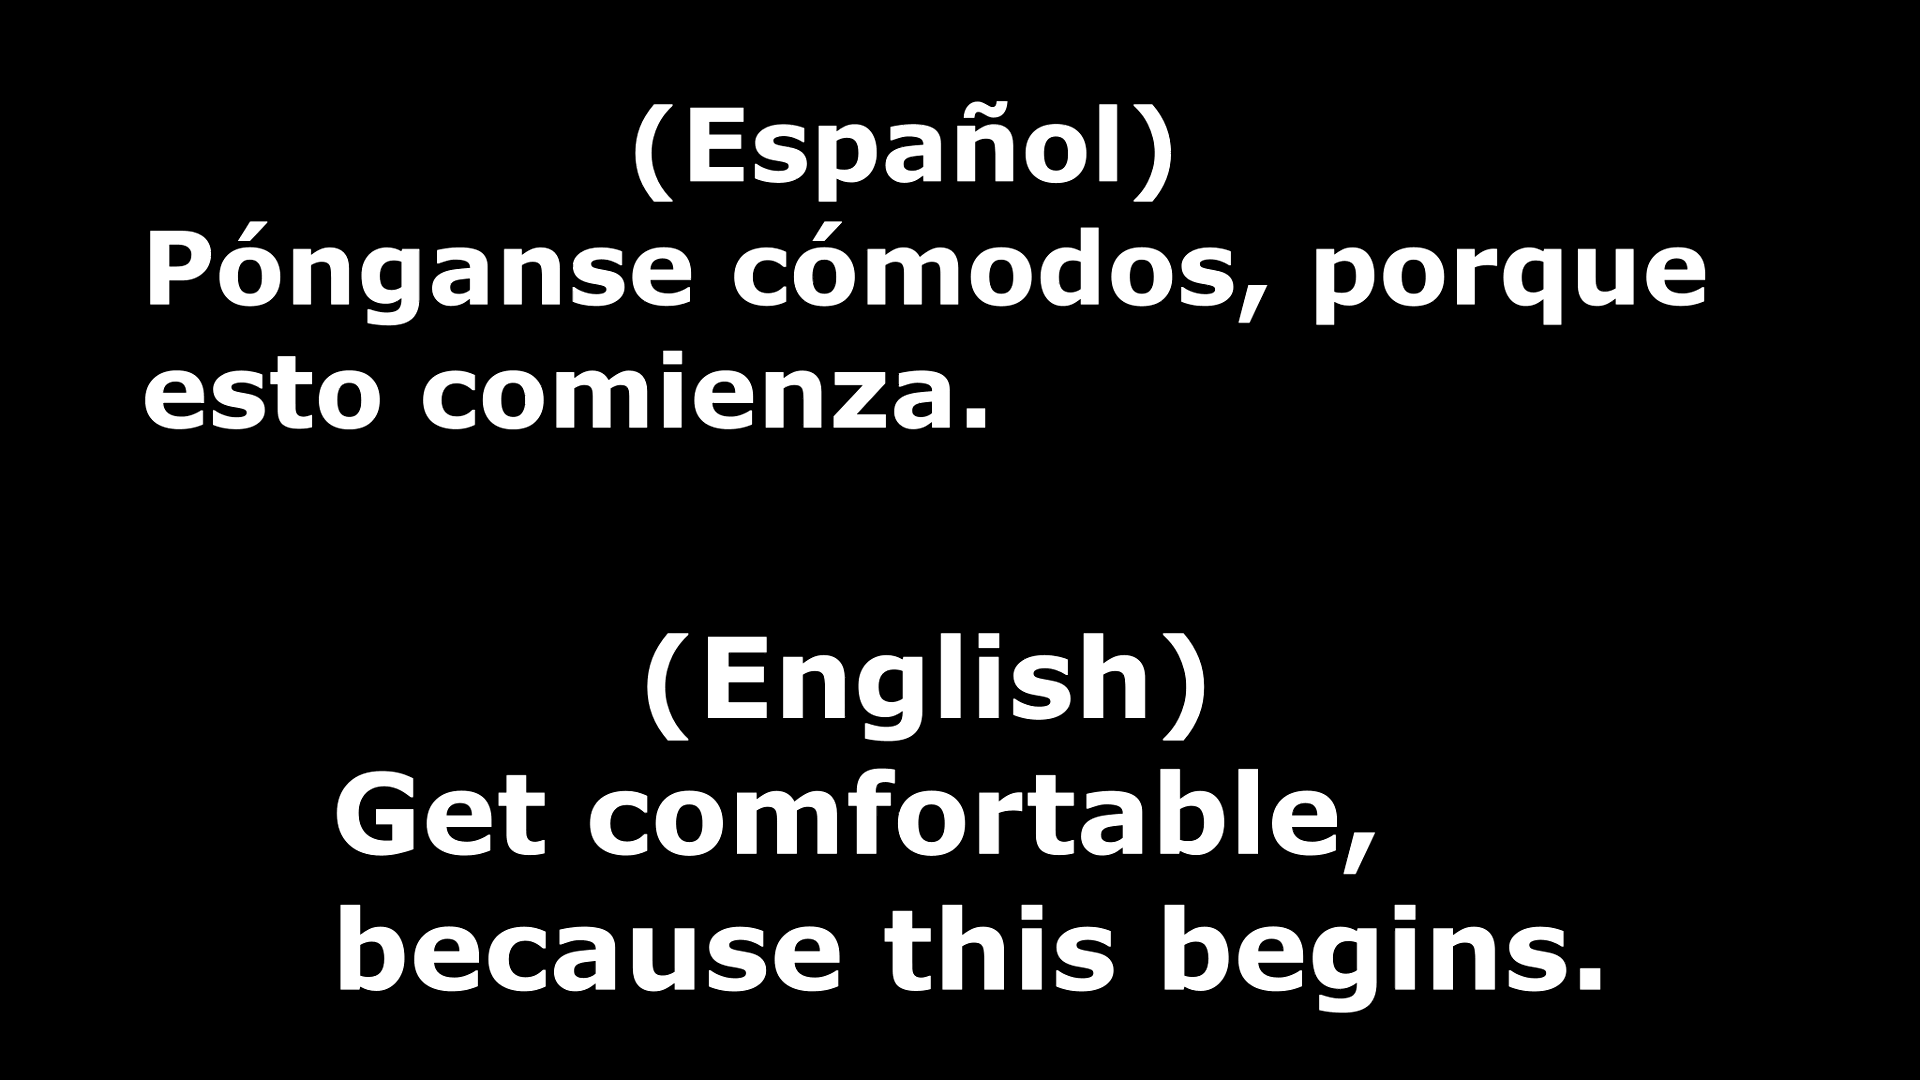 (Español)
Pónganse cómodos, porque
esto comienza.
(English)
Get comfortable,
because this begins.